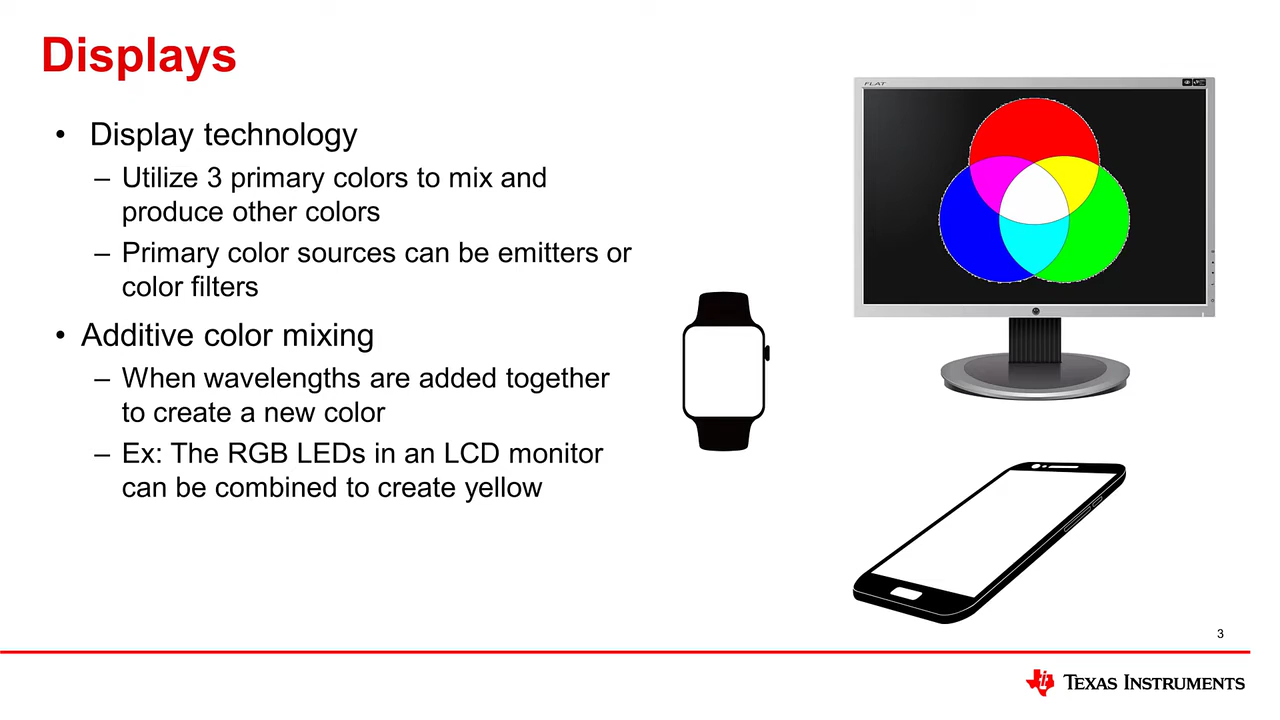 Displays
• Display technology
– Utilize 3 primary colors to mix and
produce other colors
– Primary color sources can be emitters or
color filters
• Additive color mixing
– When wavelengths are added together
to create a new color
– Ex: The RGB LEDs in an LCD monitor
can be combined to create yellow
FLAT
3
TEXAS INSTRUMENTS